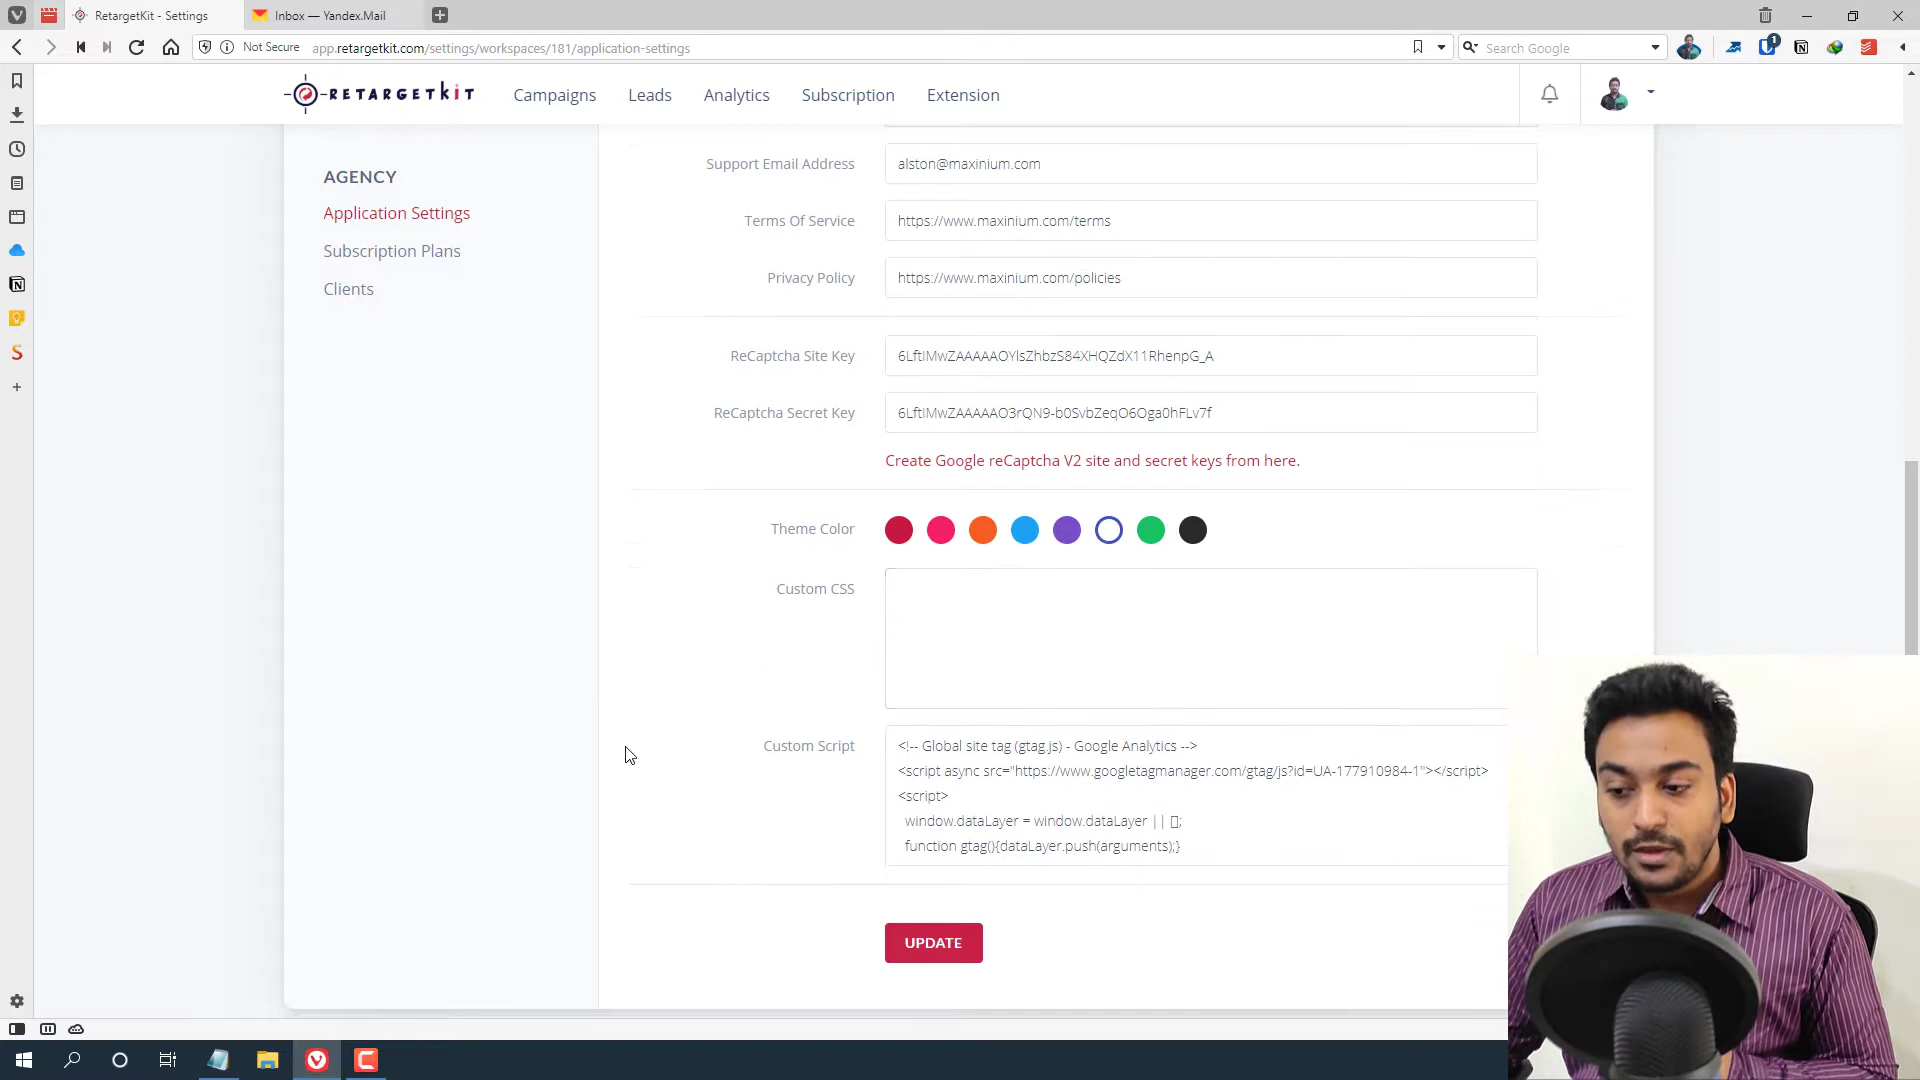 RetargetKit - Settings
Inbox — Yandex.Mail
Not Secure
app.retargetkit.com/settings/workspaces/181/application-settings
Search Google
1
RETARGETKIT
Campaigns
Leads
Analytics
Subscription
Extension
AGENCY
Application Settings
Subscription Plans
Clients
Support Email Address
alston@maxinium.com
Terms Of Service
https://www.maxinium.com/terms
Privacy Policy
https://www.maxinium.com/policies
ReCaptcha Site Key
6LftIMwZAAAAAOYlsZhbzS84XHQZdX11RhenpG_A
ReCaptcha Secret Key
6LftIMwZAAAAAO3rQN9-b0SvbZeqO6Oga0hFLv7f
Create Google reCaptcha V2 site and secret keys from here.
Theme Color
Custom CSS
Custom Script
<!-- Global site tag (gtag.js) - Google Analytics -->
<script async src="https://www.googletagmanager.com/gtag/js?id=UA-177910984-1"></script>
<script>
window.dataLayer = window.dataLayer || [];
function gtag(){dataLayer.push(arguments);}
UPDATE